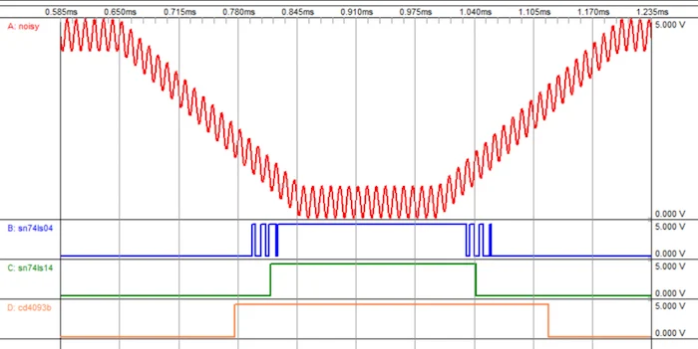 0.585ms 0.650ms 0.715ms 0.780ms 0.845ms 0.910ms 0.975ms 1.040ms 1.105ms 1.170ms 1.235ms
A: noisy 5.000 V
0.000 V
B: sn74ls04 5.000 V
0.000 V
C: sn74ls14 5.000 V
0.000 V
D: cd4093b 5.000 V
0.000 V